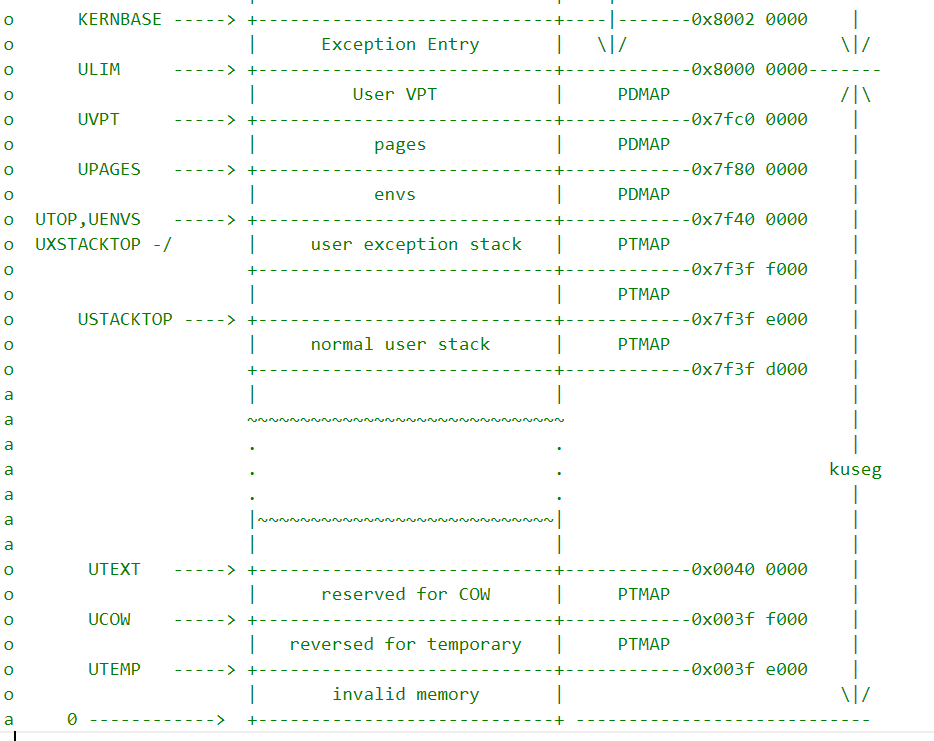 o      KERNBASE -----> +----------------------------+----|-------0x8002 0000    |
o                      |      Exception Entry       |   \|/                    \|/
o      ULIM     -----> +----------------------------+------------0x8000 0000-------
o                      |         User VPT           |     PDMAP                /|\
o      UVPT     -----> +----------------------------+------------0x7fc0 0000    |
o                      |           pages            |     PDMAP                 |
o      UPAGES   -----> +----------------------------+------------0x7f80 0000    |
o                      |           envs             |     PDMAP                 |
o  UTOP,UENVS   -----> +----------------------------+------------0x7f40 0000    |
o  UXSTACKTOP -/       |     user exception stack   |     PTMAP                 |
o                      +----------------------------+------------0x7f3f f000    |
o                      |                            |     PTMAP                 |
o      USTACKTOP ----> +----------------------------+------------0x7f3f e000    |
o                      |     normal user stack      |     PTMAP                 |
o                      +----------------------------+------------0x7f3f d000    |
a                      |                            |                           |
a                      ~~~~~~~~~~~~~~~~~~~~~~~~~~~~~~                           |
a                      .                            .                           |
a                      .                            .                         kuseg
a                      .                            .                           |
a                      |~~~~~~~~~~~~~~~~~~~~~~~~~~~~|                           |
a                      |                            |                           |
o       UTEXT   -----> +----------------------------+------------0x0040 0000    |
o                      |      reserved for COW      |     PTMAP                 |
o       UCOW    -----> +----------------------------+------------0x003f f000    |
o                      |   reversed for temporary   |     PTMAP                 |
o       UTEMP   -----> +----------------------------+------------0x003f e000    |
o                      |       invalid memory       |                          \|/
a     0 ------------>  +----------------------------+ ----------------------------